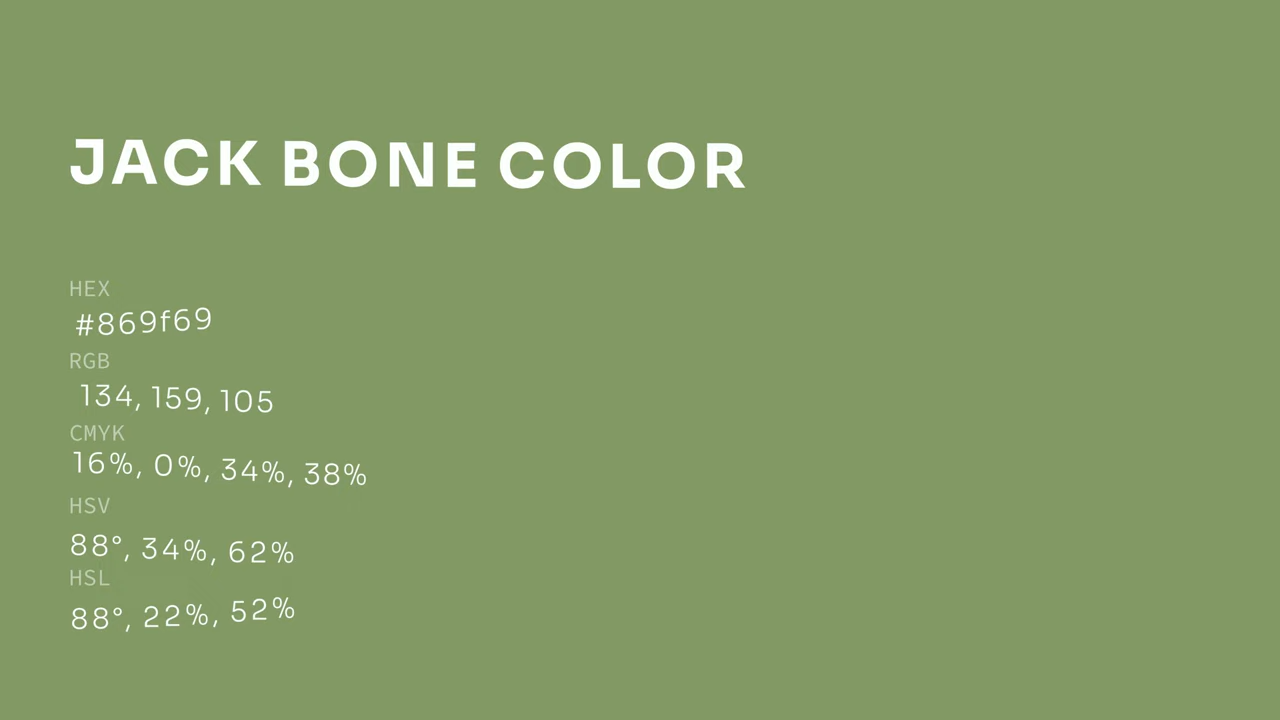 JACK BONE COLOR
HEX
#869f69
RGB
134, 159, 105
CMYK
16%, 0%, 34%, 38%
HSV
88°, 34%, 62%
HSL
88°, 22%, 52%